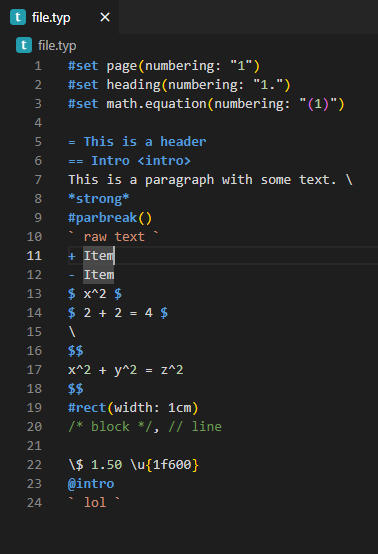 file.typ
file.typ
1 #set page(numbering: "1")
2 #set heading(numbering: "1.")
3 #set math.equation(numbering: "(1)")
4
5 = This is a header
6 == Intro <intro>
7 This is a paragraph with some text. \
8 *strong*
9 #parbreak()
10 ` raw text `
11 + Item
12 - Item
13 $ x^2 $
14 $ 2 + 2 = 4 $
15 \
16 $$
17 x^2 + y^2 = z^2
18 $$
19 #rect(width: 1cm)
20 /* block */, // line
21
22 \$ 1.50 \u{1f600}
23 @intro
24 ` lol `